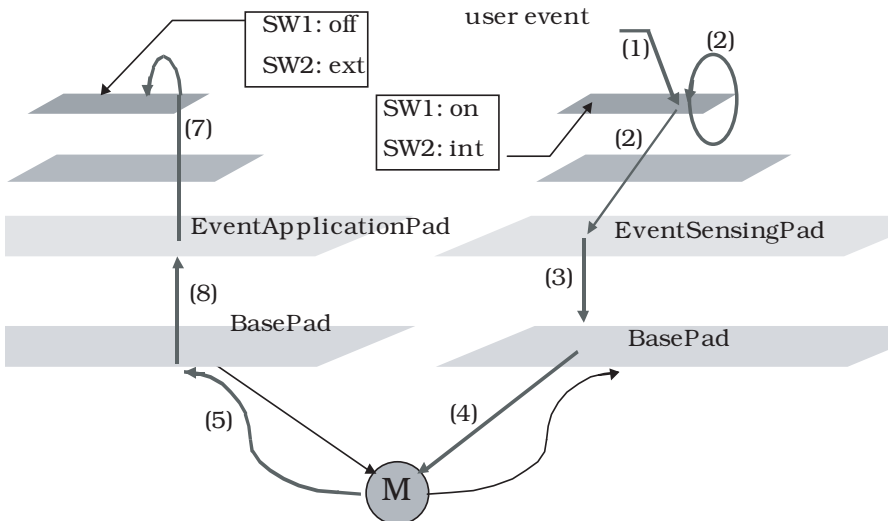 SW1: off
SW2: ext
user event
(1)
(2)
SW1: on
SW2: int
(7)
(2)
EventApplicationPad
EventSensingPad
(8)
(3)
BasePad
BasePad
(5)
(4)
M